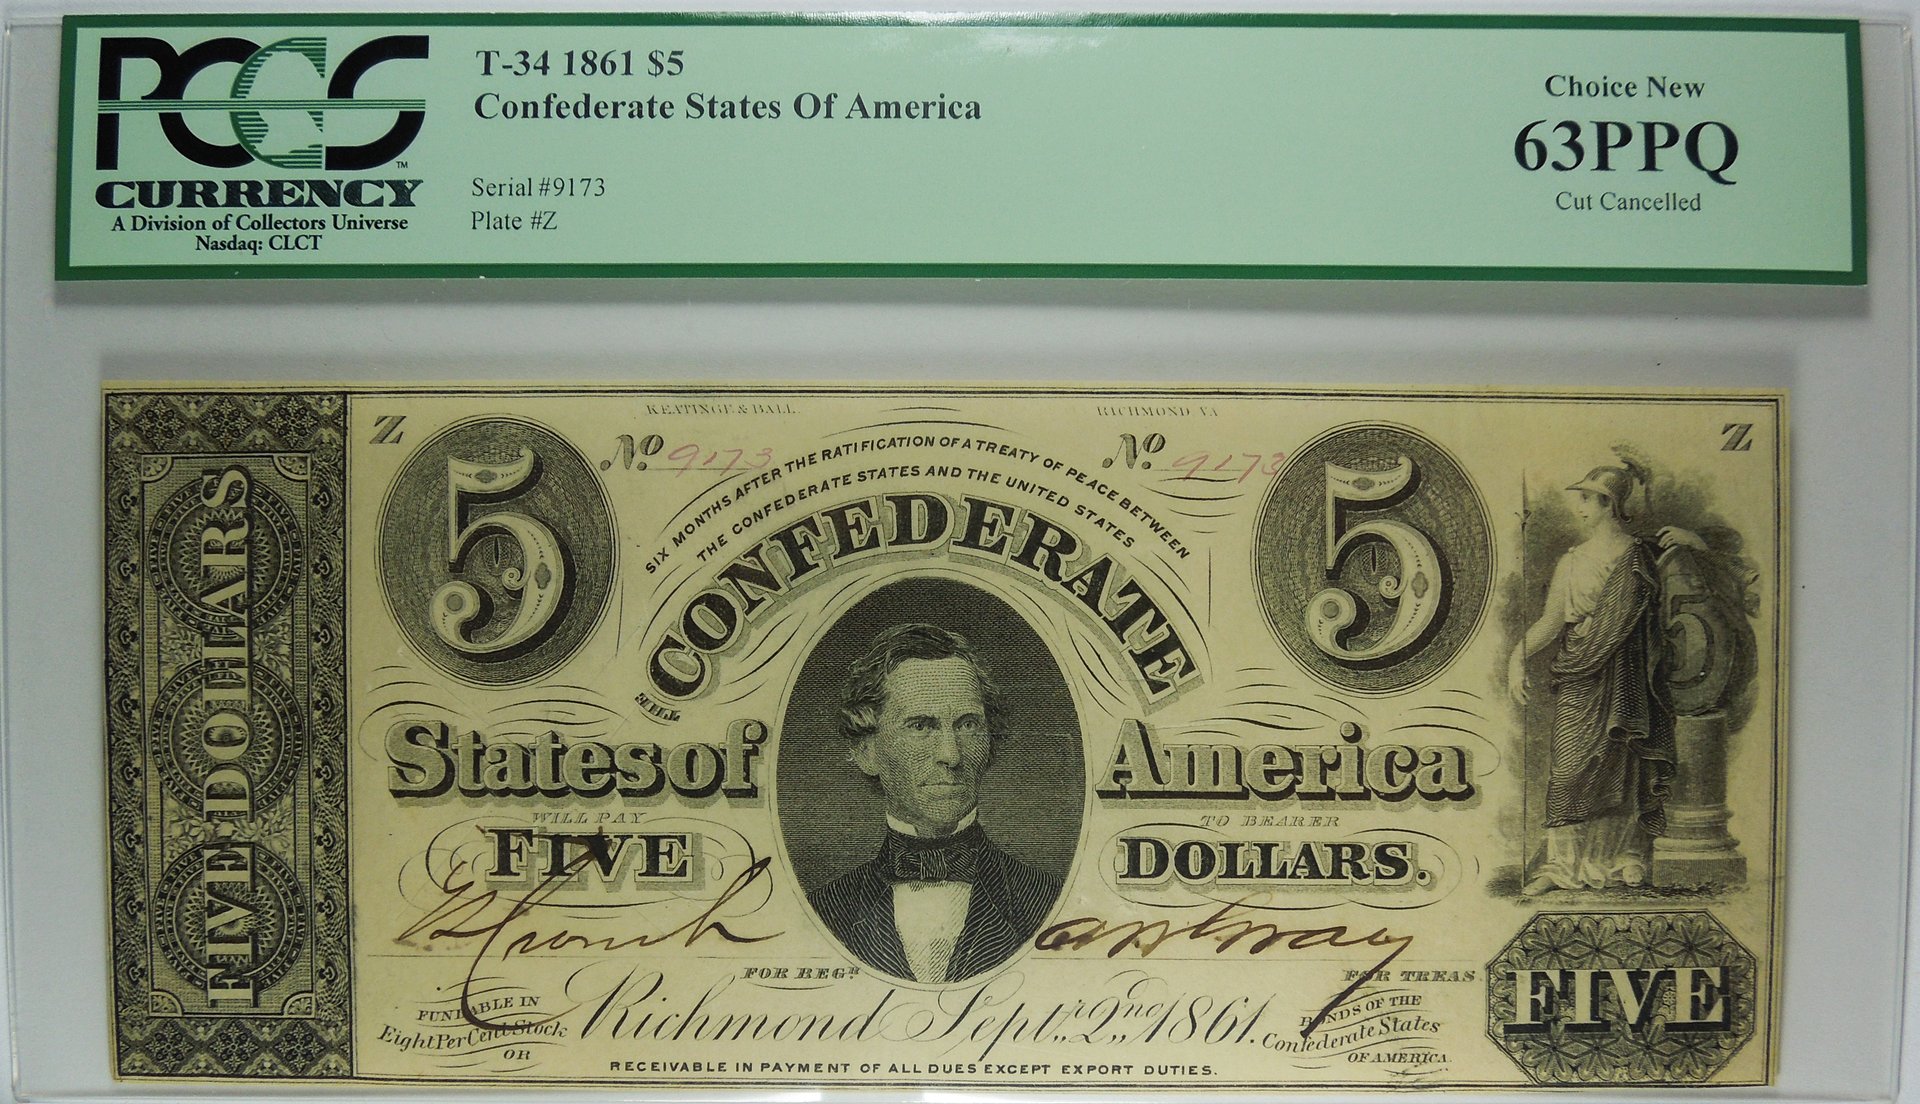 PCGS™
CURRENCY
A Division of Collectors Universe
Nasdaq: CLCT
T-34 1861 $5
Confederate States Of America
Serial #9173
Plate #Z
Choice New
63PPQ
Cut Cancelled
KEATINGE & BALL. RICHMOND, VA
Z Z
5 5
No 9173 No 9173
SIX MONTHS AFTER THE RATIFICATION OF A TREATY OF PEACE BETWEEN
THE CONFEDERATE STATES AND THE UNITED STATES
THE
CONFEDERATE
States of America
WILL PAY TO BEARER
FIVE DOLLARS.
5
FIVE DOLLARS
FOR REGR. FOR TREAS
FUNDABLE IN
Eight Per Cent Stock
OR
Richmond Septr. 2nd 1861.
BONDS OF THE
Confederate States
OF AMERICA.
FIVE
RECEIVABLE IN PAYMENT OF ALL DUES EXCEPT EXPORT DUTIES.